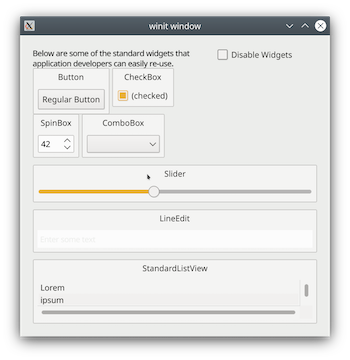 winit window
Below are some of the standard widgets that
application developers can easily re-use.
Disable Widgets
Button
CheckBox
Regular Button
(checked)
SpinBox
ComboBox
42
Slider
LineEdit
StandardListView
Lorem
ipsum